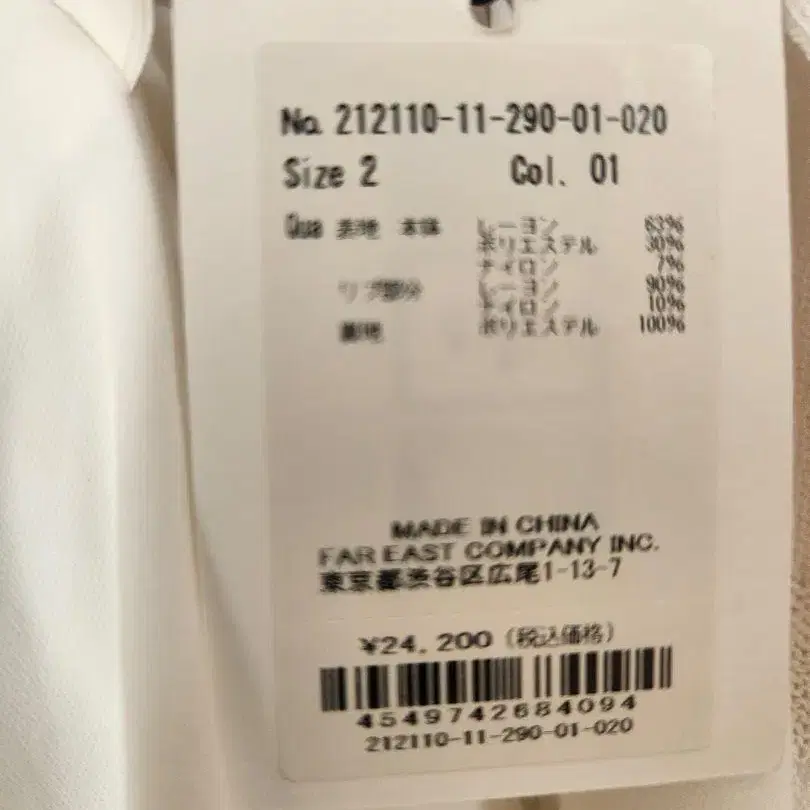 No. 212110-11-290-01-020
Size 2 Col. 01
Qua 表地 本体 レーヨン 63%
ポリエステル 30%
ナイロン 7%
リブ部分 レーヨン 90%
ナイロン 10%
裏地 ポリエステル 100%
MADE IN CHINA
FAR EAST COMPANY INC.
東京都渋谷区広尾1-13-7
¥24,200 (税込価格)
4549742684094
212110-11-290-01-020